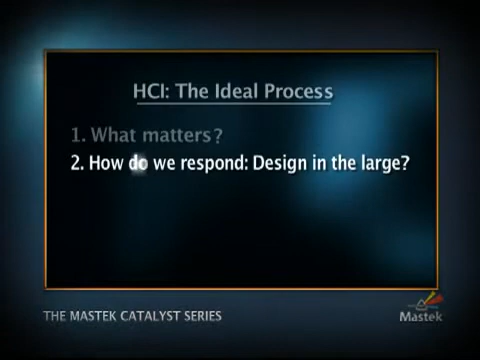 HCI: The Ideal Process
1. What matters?
2. How do we respond: Design in the large?
THE MASTEK CATALYST SERIES
Mastek